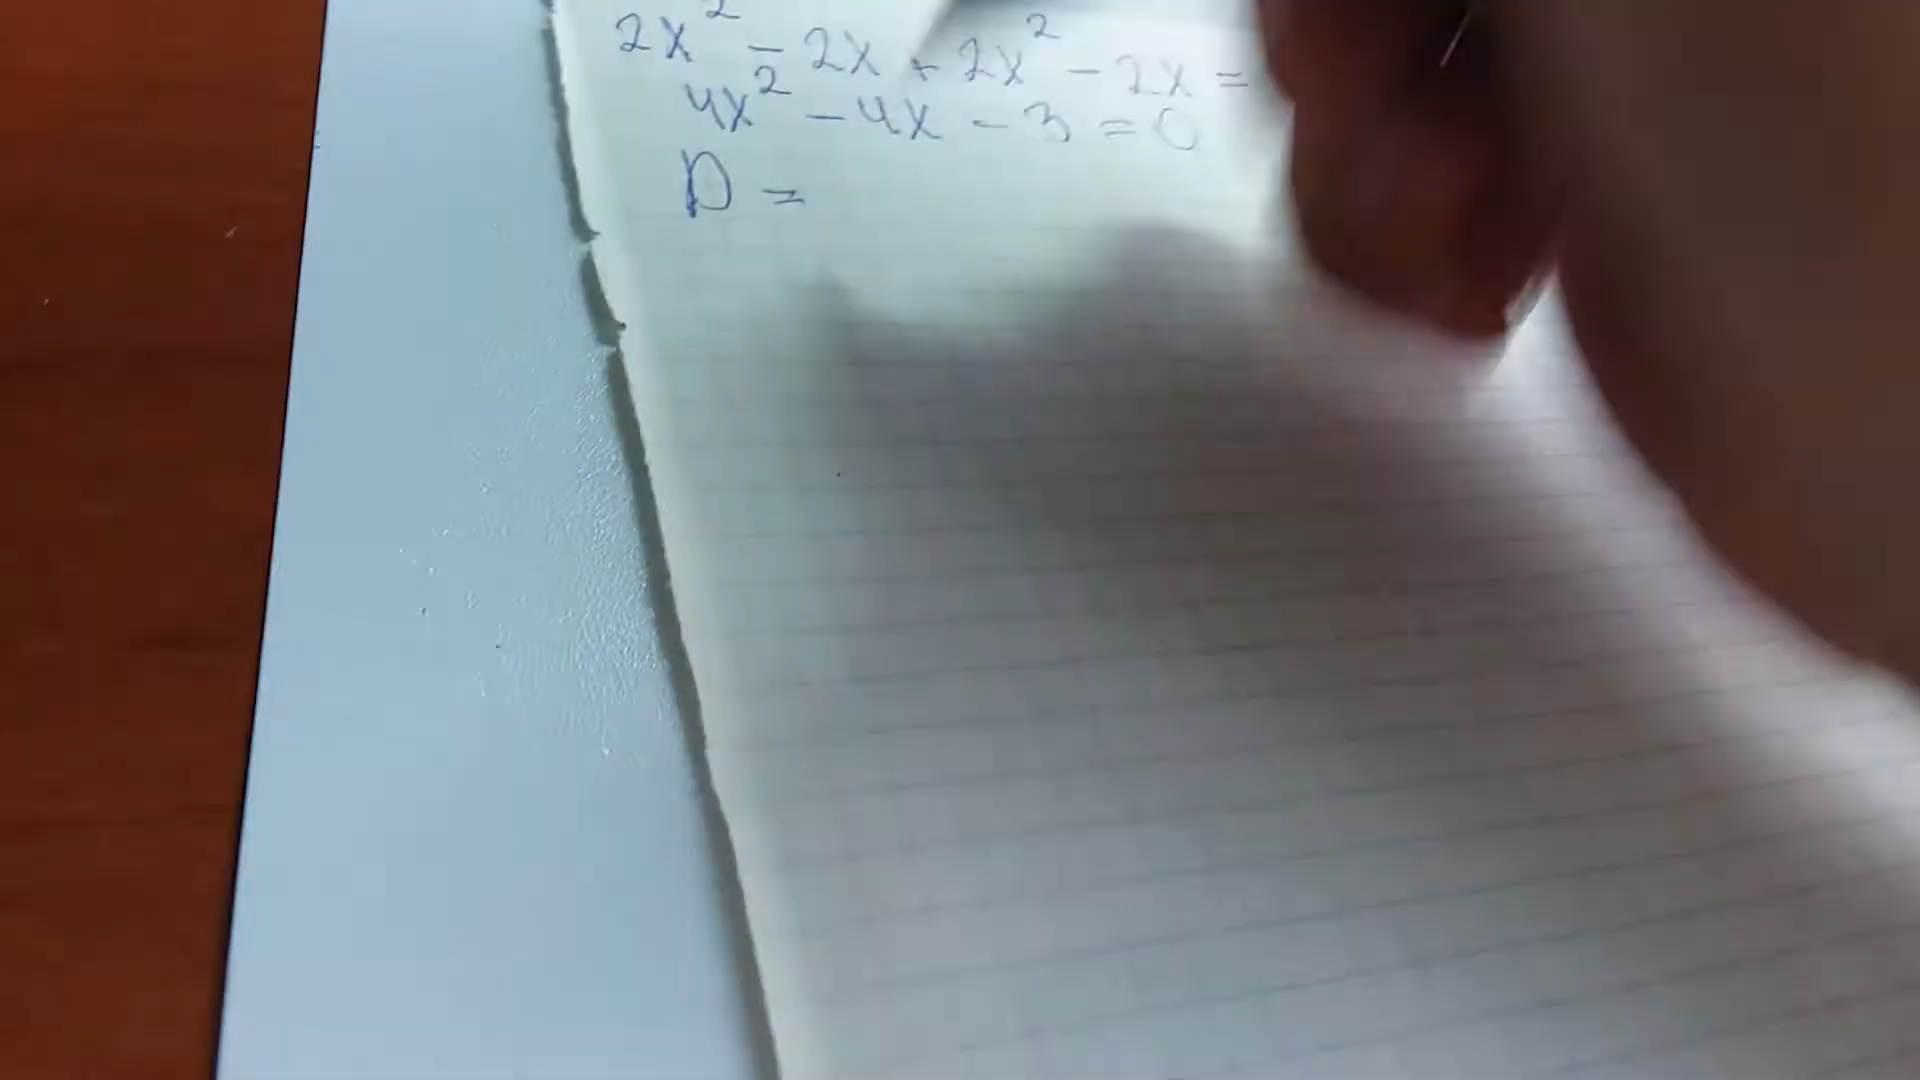 2x² - 2x + 2x² - 2x =
4x² - 4x - 3 = 0
D =